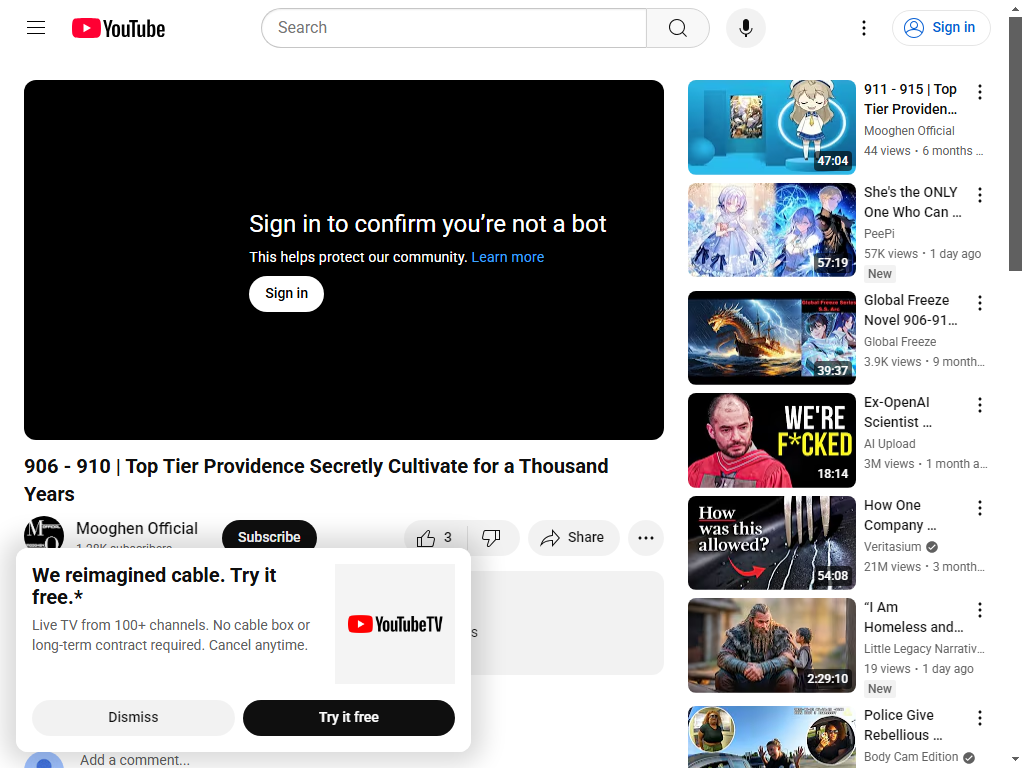 YouTube
Search
Sign in
Sign in to confirm you’re not a bot
This helps protect our community. Learn more
Sign in
906 - 910 | Top Tier Providence Secretly Cultivate for a Thousand
Years
Mooghen Official
Subscribe
3
Share
We reimagined cable. Try it
free.*
Live TV from 100+ channels. No cable box or
long-term contract required. Cancel anytime.
YouTubeTV
Dismiss
Try it free
Add a comment...
47:04
911 - 915 | Top
Tier Providen...
Mooghen Official
44 views • 6 months ...
57:19
She's the ONLY
One Who Can ...
PeePi
57K views • 1 day ago
New
Global Freeze Series
39:37
Global Freeze
Novel 906-91...
Global Freeze
3.9K views • 9 month...
WE'RE
F*CKED
18:14
Ex-OpenAI
Scientist ...
AI Upload
3M views • 1 month a...
How
was this
allowed?
54:08
How One
Company ...
Veritasium
21M views • 3 month...
2:29:10
“I Am
Homeless and...
Little Legacy Narrativ...
19 views • 1 day ago
New
Police Give
Rebellious ...
Body Cam Edition